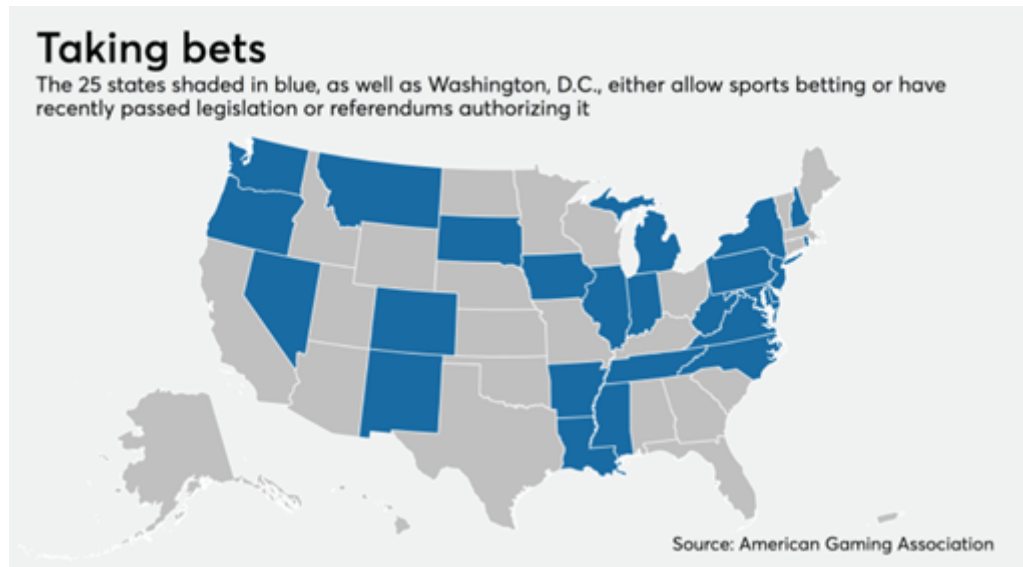 Taking bets
The 25 states shaded in blue, as well as Washington, D.C., either allow sports betting or have
recently passed legislation or referendums authorizing it
Source: American Gaming Association